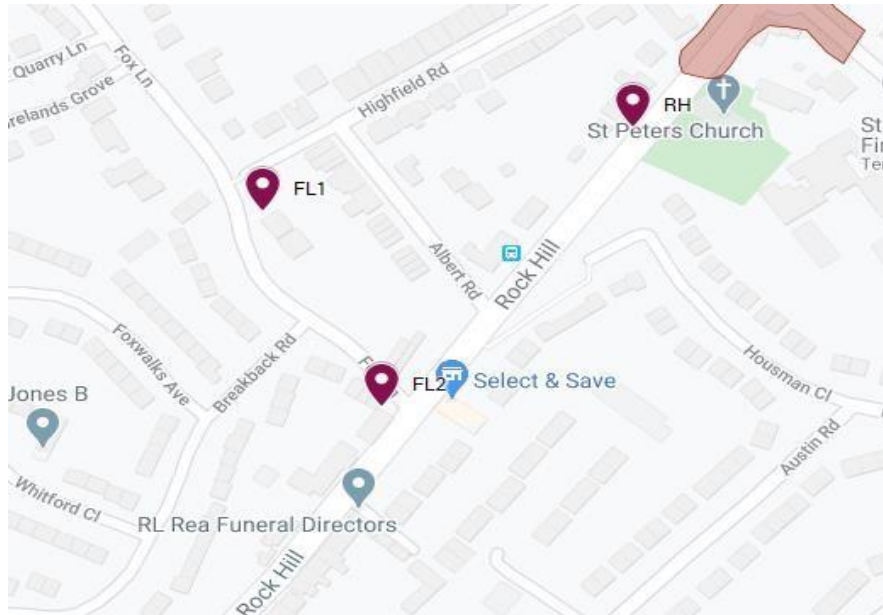 Quarry Ln
Fox Ln
relands Grove
Highfield Rd
RH
St Peters Church
St
Fir
Ter
FL1
Albert Rd
Rock Hill
Foxwalks Ave
Breakback Rd
FL2
Select & Save
Housman Cl
Jones B
Austin Rd
Whitford Cl
RL Rea Funeral Directors
Rock Hill